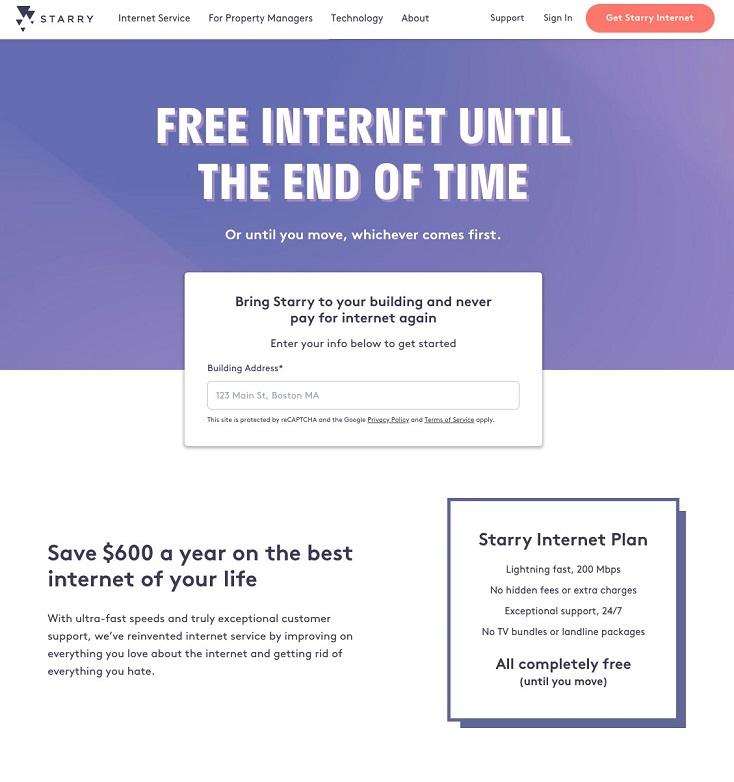 STARRY
Internet Service
For Property Managers
Technology
About
Support
Sign In
Get Starry Internet
FREE INTERNET UNTIL
THE END OF TIME
Or until you move, whichever comes first.
Bring Starry to your building and never
pay for internet again
Enter your info below to get started
Building Address*
123 Main St, Boston MA
This site is protected by reCAPTCHA and the Google Privacy Policy and Terms of Service apply.
Save $600 a year on the best
internet of your life
With ultra-fast speeds and truly exceptional customer
support, we’ve reinvented internet service by improving on
everything you love about the internet and getting rid of
everything you hate.
Starry Internet Plan
Lightning fast, 200 Mbps
No hidden fees or extra charges
Exceptional support, 24/7
No TV bundles or landline packages
All completely free
(until you move)